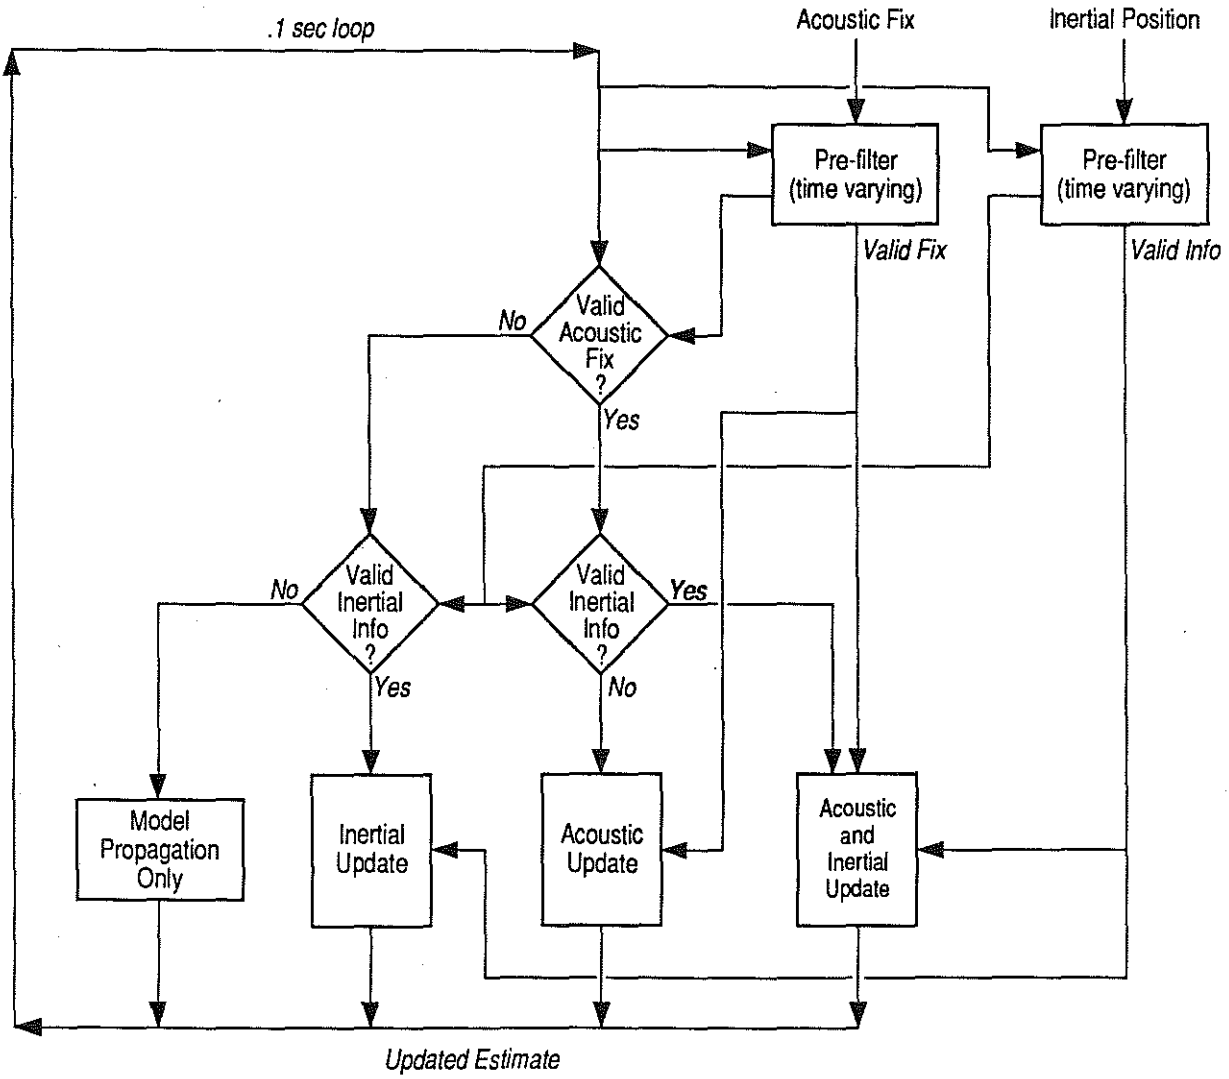 .1 sec loop
Acoustic Fix
Inertial Position
Pre-filter
(time varying)
Pre-filter
(time varying)
Valid Fix
Valid Info
Valid
Acoustic
Fix
?
No
Yes
Valid
Inertial
Info
?
No
Yes
Valid
Inertial
Info
?
Yes
No
Model
Propagation
Only
Inertial
Update
Acoustic
Update
Acoustic
and
Inertial
Update
Updated Estimate